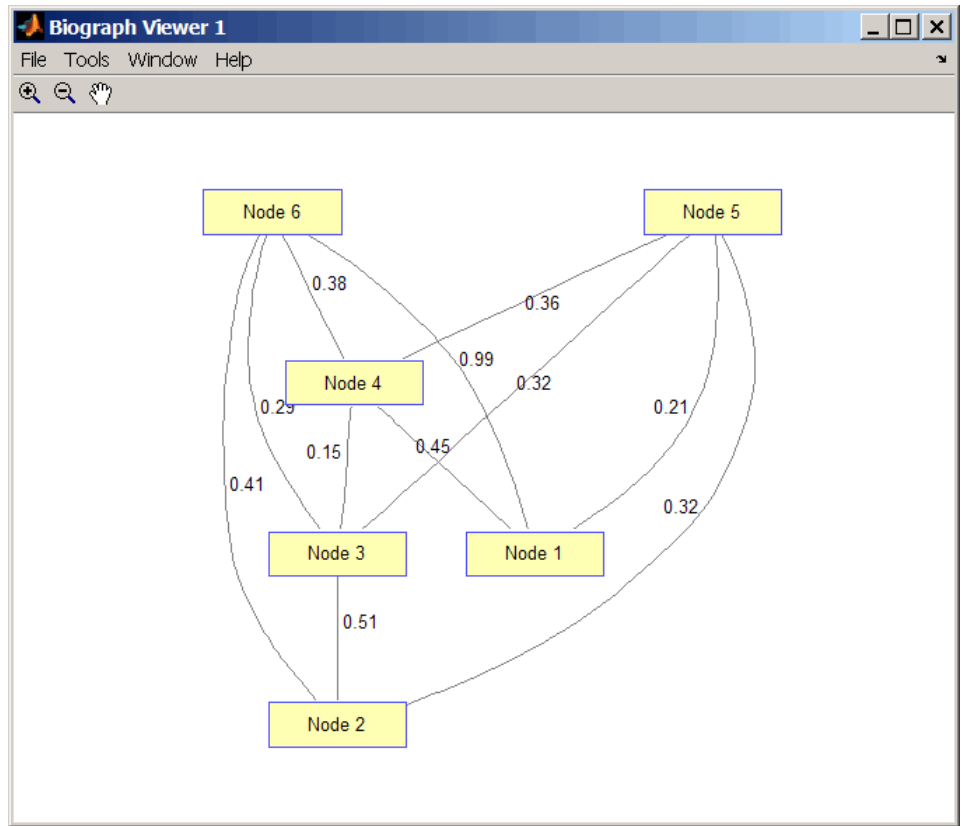 Biograph Viewer 1
File Tools Window Help
Node 6
Node 5
0.38
0.36
0.99
Node 4
0.32
0.29
0.21
0.15
0.45
0.41
0.32
Node 3
Node 1
0.51
Node 2